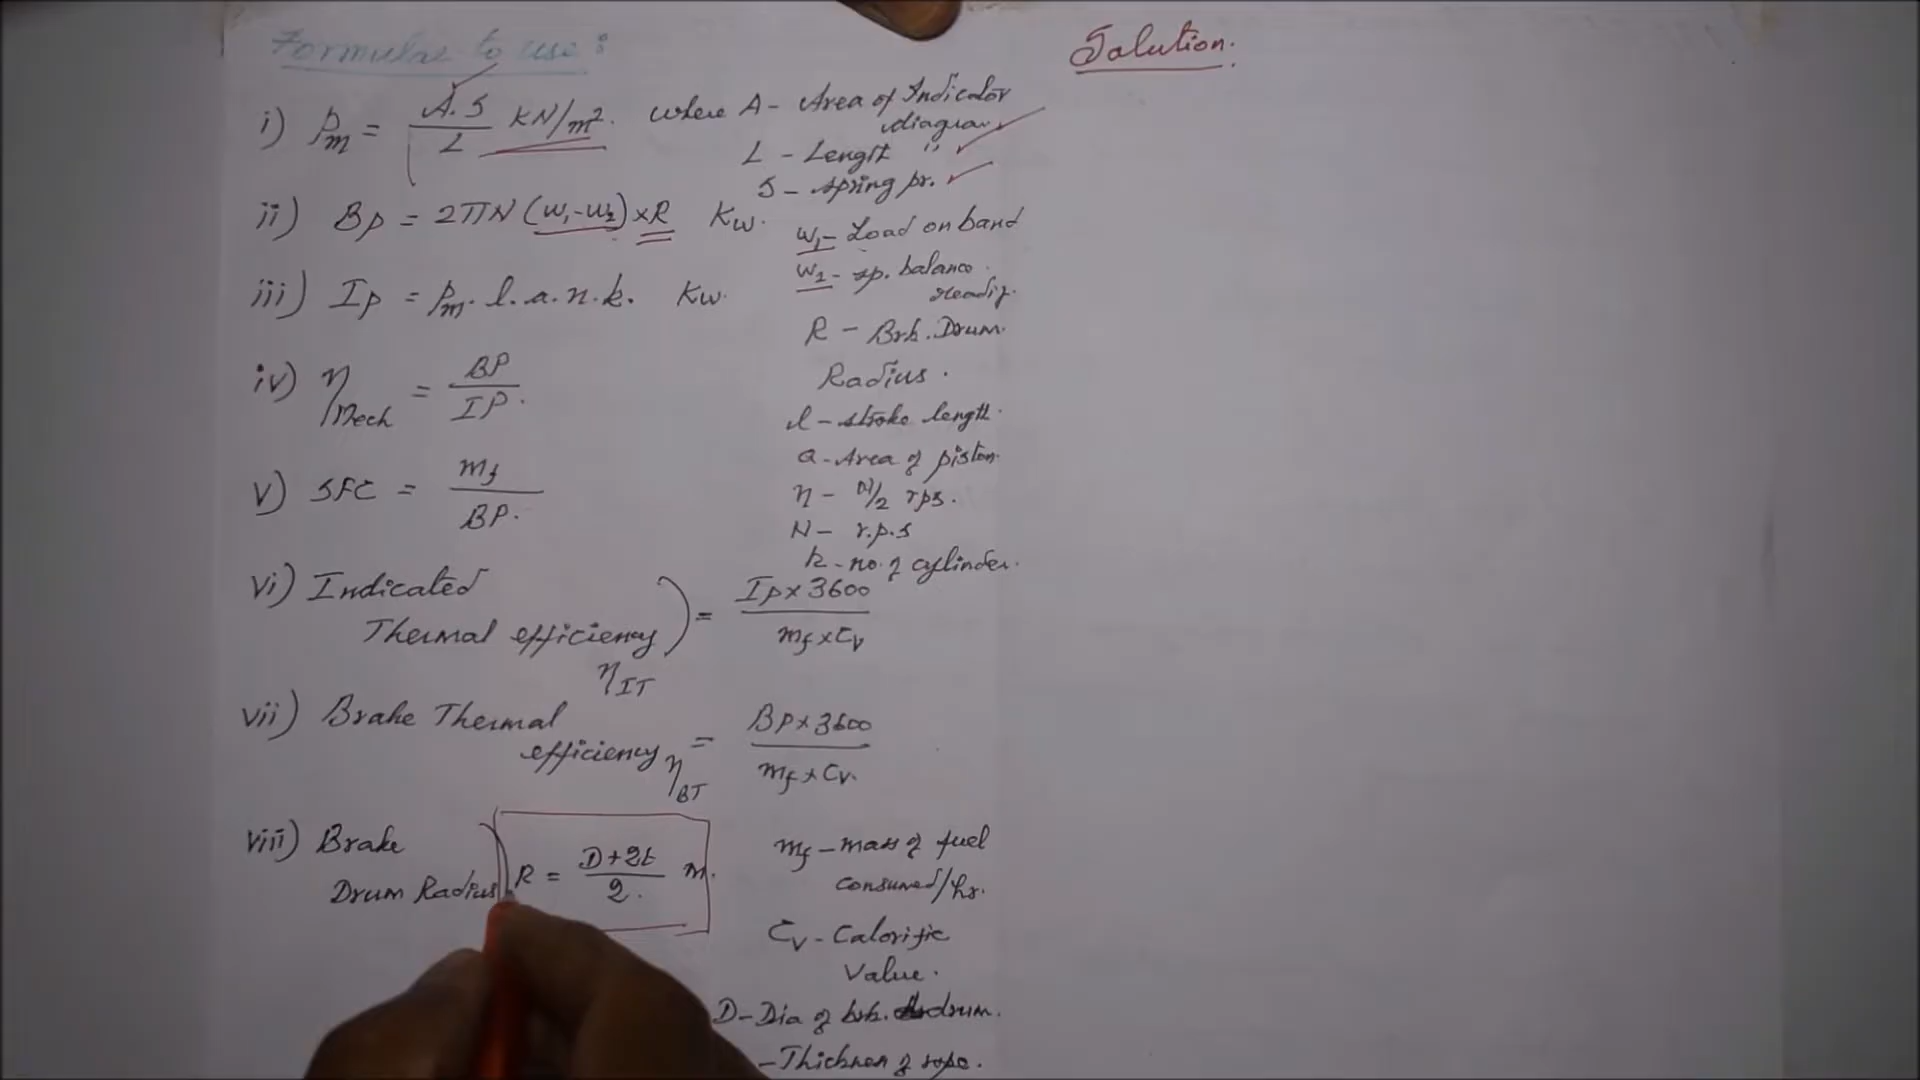 Formulas to use:
i) Pm = A.S / L KN/m². where A- Area of Indicator
diagram
L - Length "
S - spring pr.
ii) Bp = 2πN (W1-W2) × R Kw.
W1- Load on band
W2 - sp. balance
readig.
iii) Ip = Pm. l. a. n. k. Kw.
R - Brk. Drum.
Radius.
iv) η Mech = BP / IP.
l - stroke length.
a - Area of piston.
v) SFC = mf / BP.
n - N/2 rps.
N - r.p.s
k - no. of cylinder.
vi) Indicated
Thermal efficiency ηIT = Ip × 3600 / mf × Cv
vii) Brake Thermal
efficiency ηBT = Bp × 3600 / mf × Cv.
viii) Brake
Drum Radius R = D+2t / 2. m.
mf - mass of fuel
consumed/hr.
Cv - Calorific
Value.
D - Dia of brk. drum.
- Thickness of rope.
Solution.